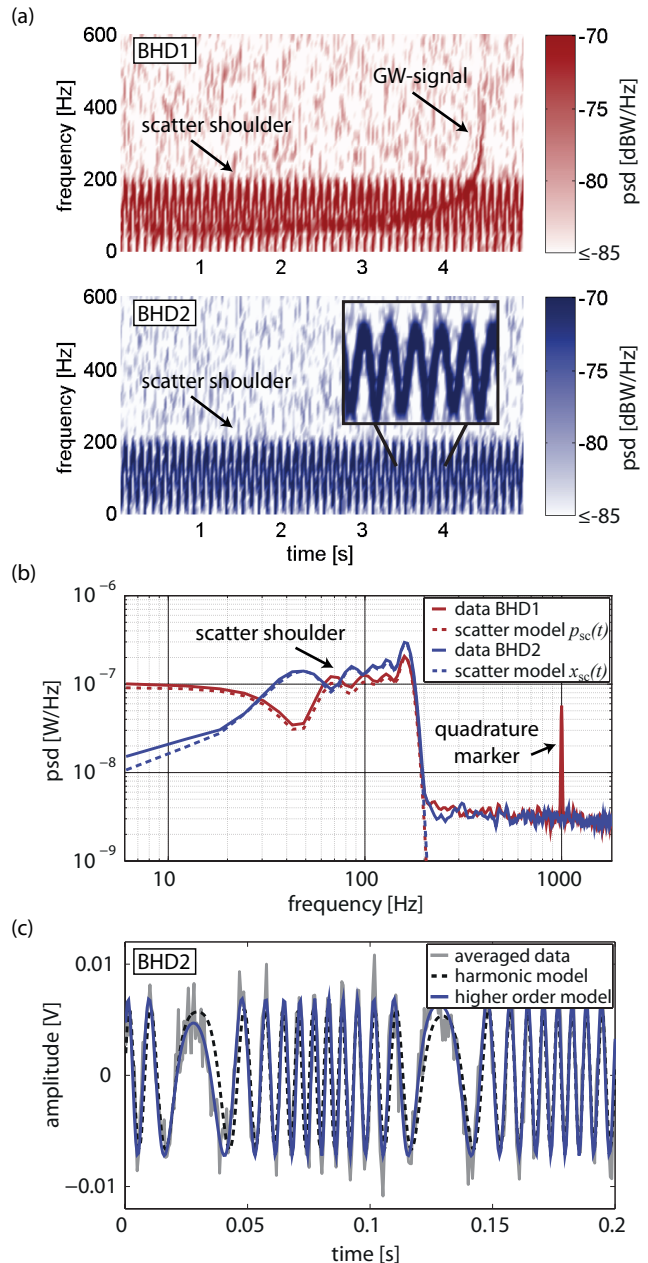 (a)
600
BHD1
GW-signal
scatter shoulder
400
200
0
frequency [Hz]
1 2 3 4
-70
-75
-80
≤-85
psd [dBW/Hz]
600
BHD2
scatter shoulder
400
200
0
frequency [Hz]
1 2 3 4
time [s]
-70
-75
-80
≤-85
psd [dBW/Hz]
(b)
10⁻⁶
10⁻⁷
10⁻⁸
10⁻⁹
psd [W/Hz]
scatter shoulder
data BHD1
scatter model psc(t)
data BHD2
scatter model xsc(t)
quadrature
marker
10 100 1000
frequency [Hz]
(c)
BHD2
averaged data
harmonic model
higher order model
0.01
0
−0.01
amplitude [V]
0 0.05 0.1 0.15 0.2
time [s]